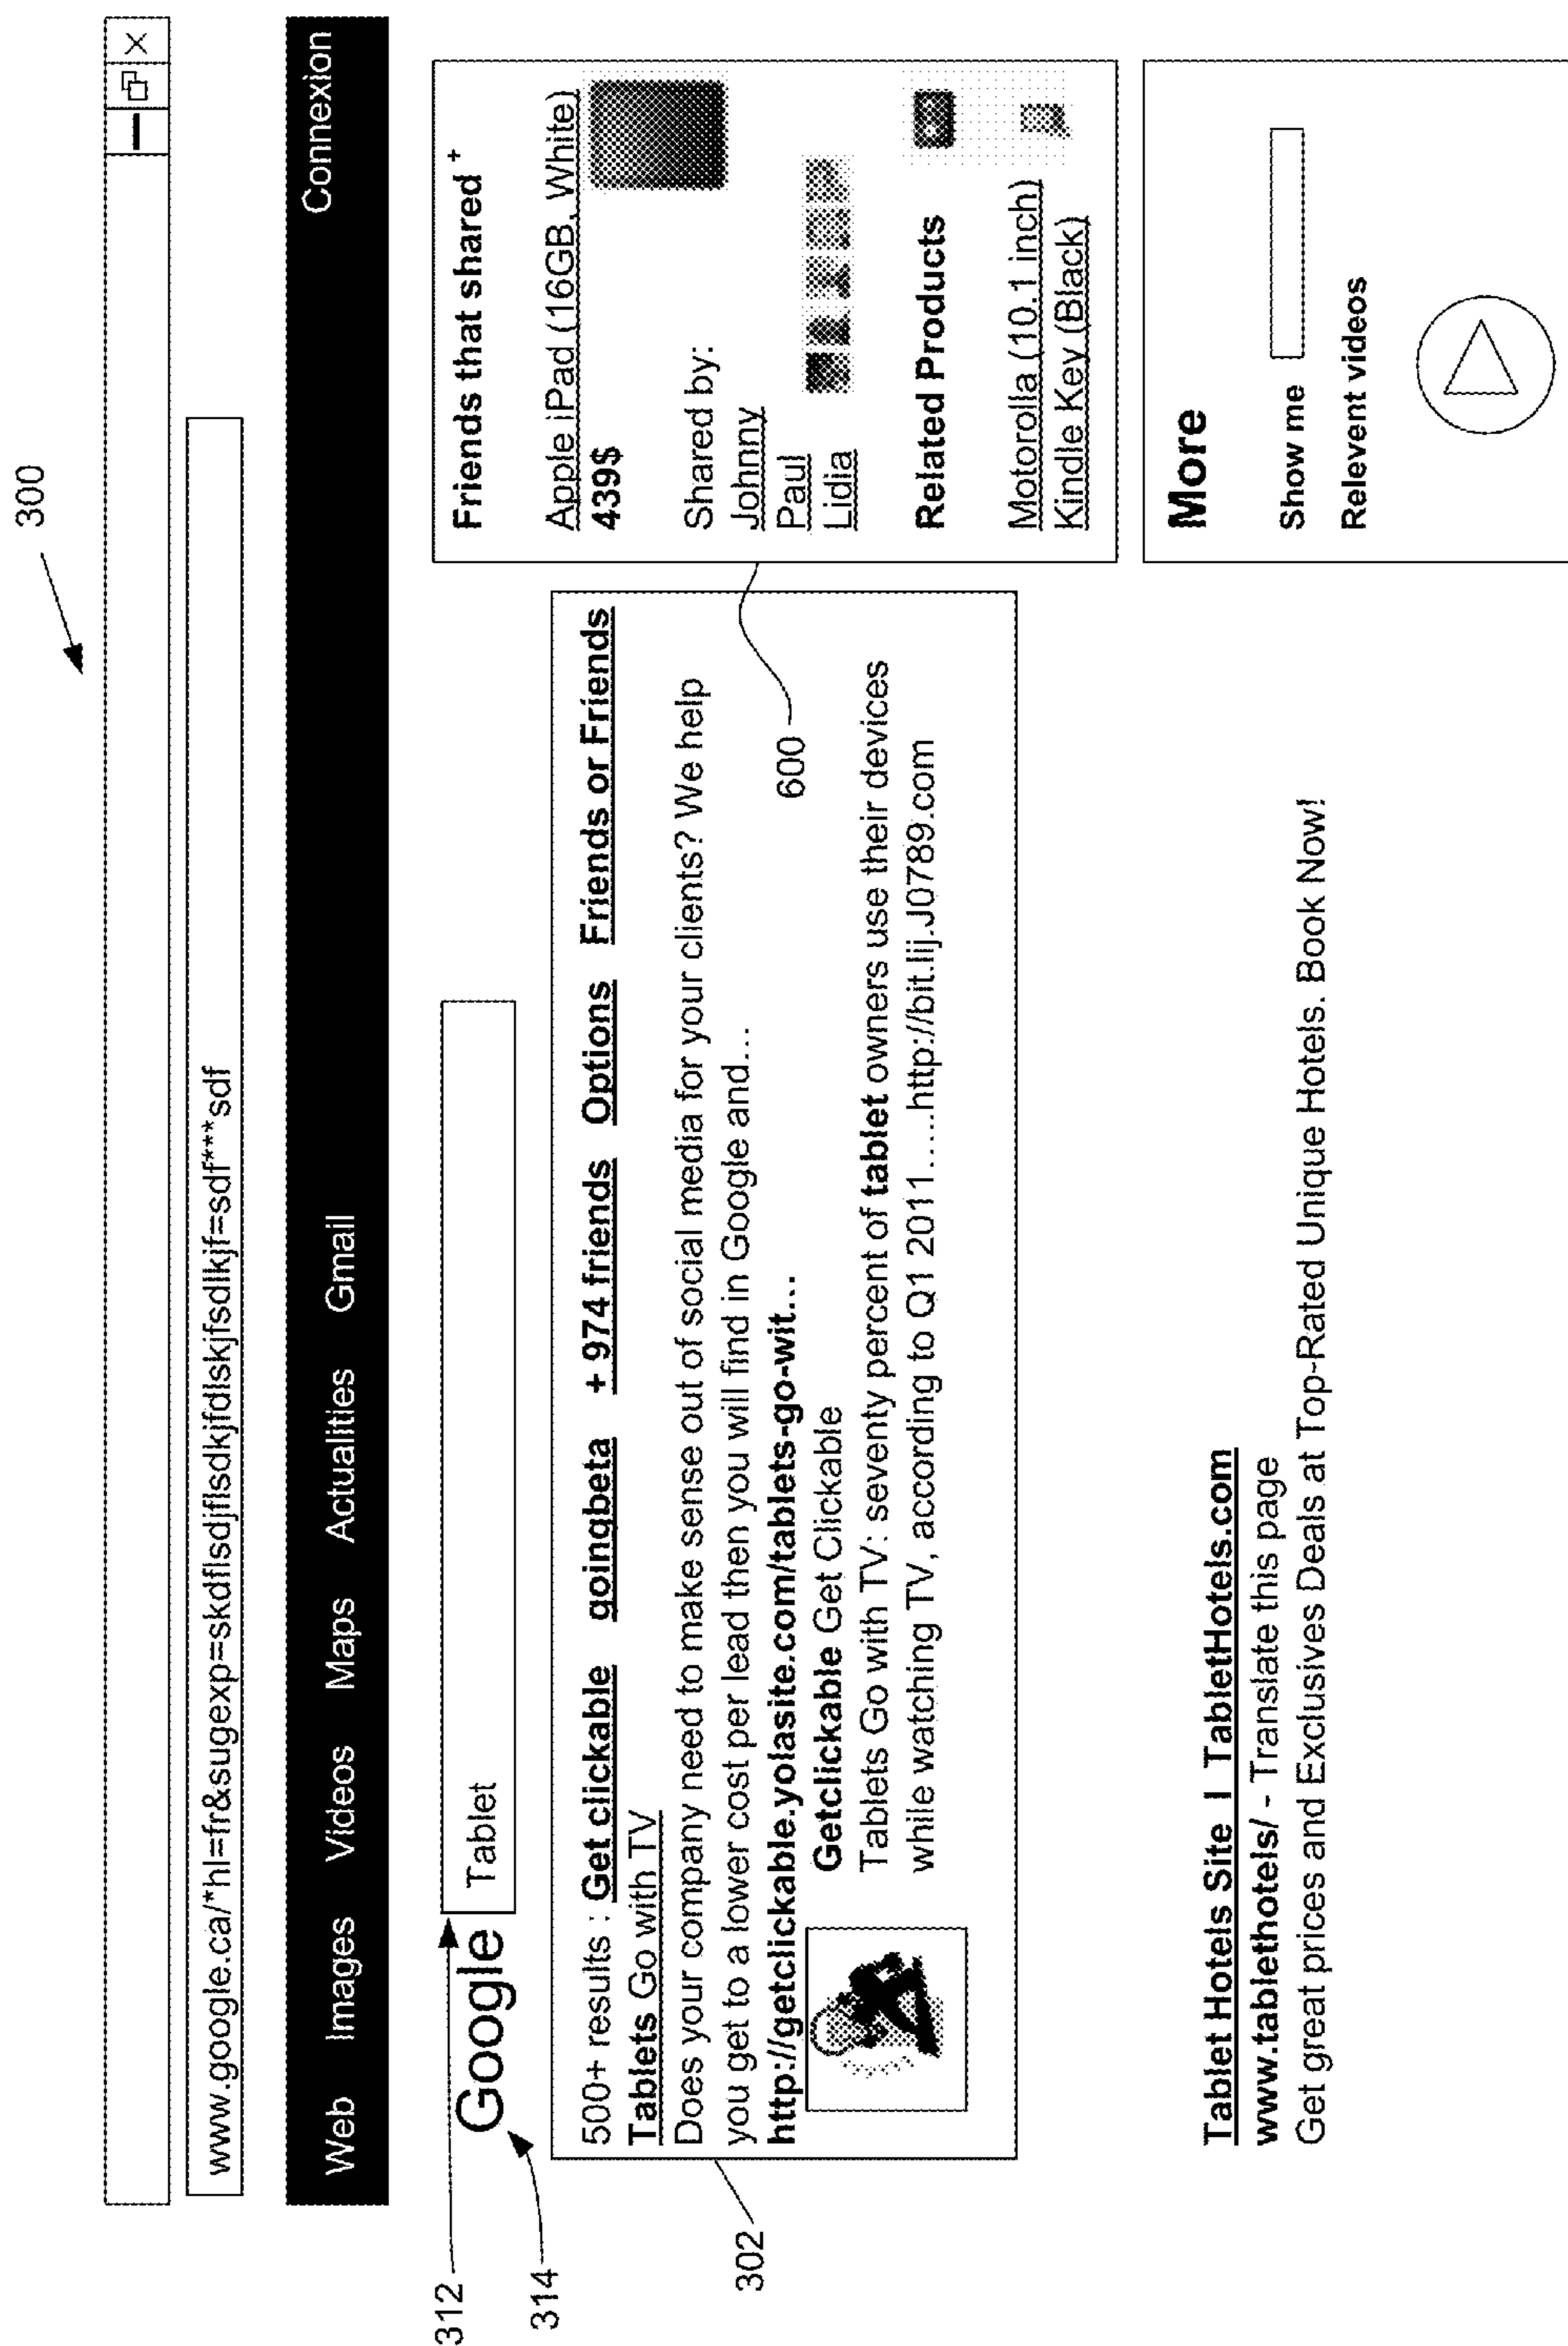 300
www.google.ca/*hl=fr&sugexp=skdflsdjflsdkjfdlskjfsdlkjf=sdf***sdf
Web Images Videos Maps Actualities Gmail Connexion
312
314
Google Tablet
302
500+ results : Get clickable goingbeta + 974 friends Options Friends or Friends
Tablets Go with TV
Does your company need to make sense out of social media for your clients? We help
you get to a lower cost per lead then you will find in Google and...
http://getclickable.yolasite.com/tablets-go-wit...
Getclickable Get Clickable
Tablets Go with TV: seventy percent of tablet owners use their devices
while watching TV, according to Q1 2011.....http://bit.lij.J0789.com
600
Friends that shared +
Apple iPad (16GB, White)
439$
Shared by:
Johnny
Paul
Lidia
Related Products
Motorolla (10.1 inch)
Kindle Key (Black)
More
Show me
Relevent videos
Tablet Hotels Site I TabletHotels.com
www.tablethotels/ - Translate this page
Get great prices and Exclusives Deals at Top-Rated Unique Hotels. Book Now!